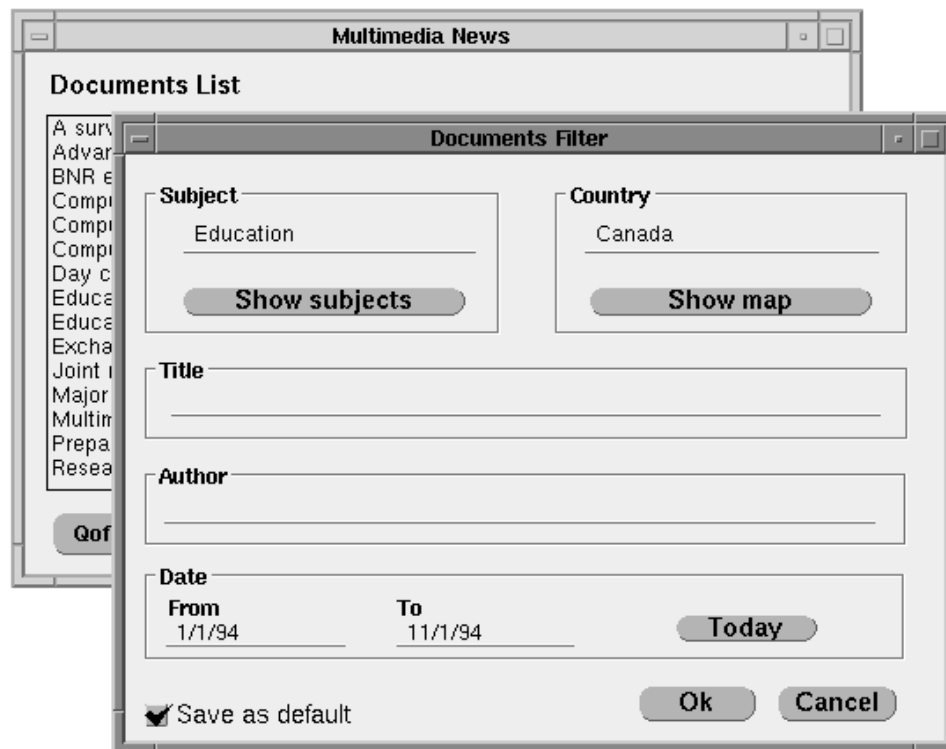 Multimedia News
Documents List
A surv
Advar
BNR e
Compu
Compu
Compu
Day c
Educa
Educa
Excha
Joint
Major
Multim
Prepa
Resea
Qof
Documents Filter
Subject
Education
Show subjects
Country
Canada
Show map
Title
Author
Date
From
1/1/94
To
11/1/94
Today
Save as default
Ok
Cancel